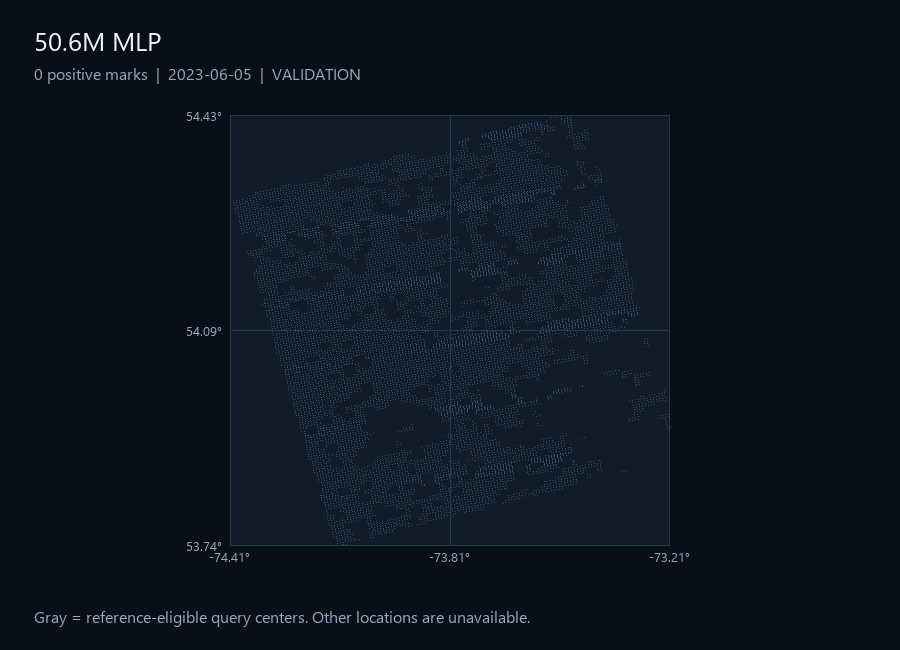 50.6M MLP
0 positive marks | 2023-06-05 | VALIDATION
54.43°
54.09°
53.74°
-74.41° -73.81° -73.21°
Gray = reference-eligible query centers. Other locations are unavailable.